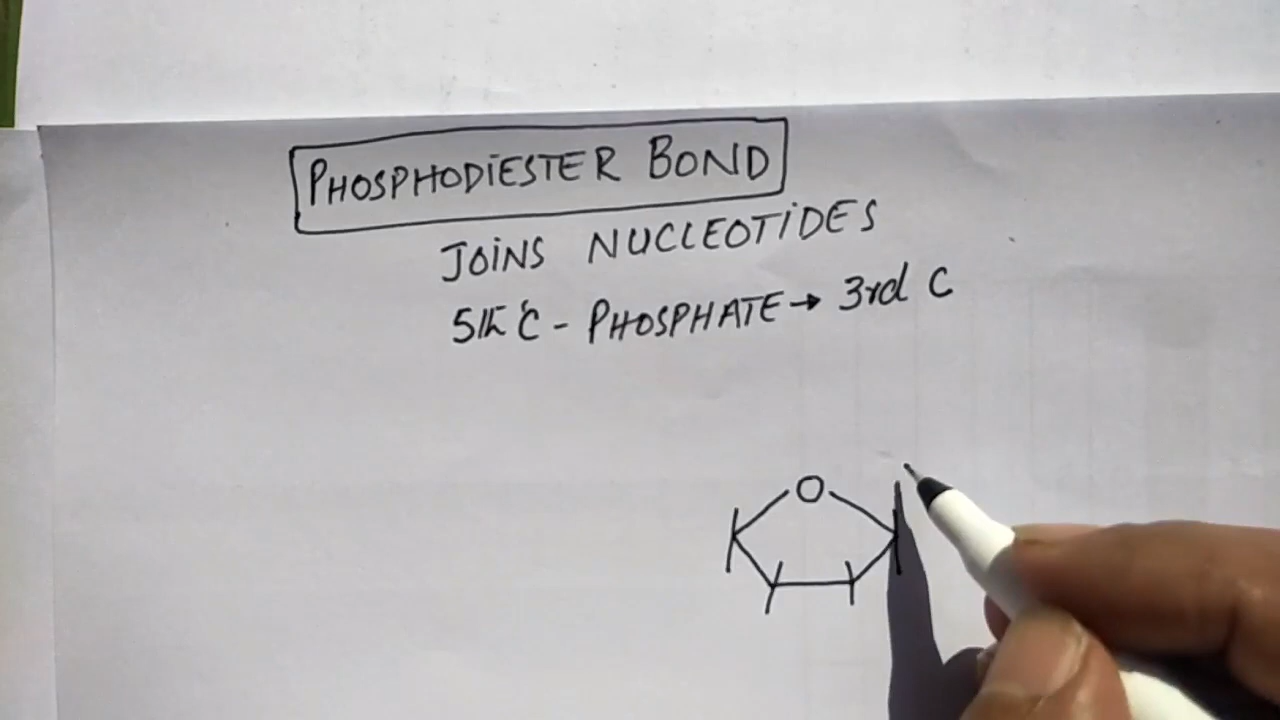 PHOSPHODIESTER BOND
JOINS NUCLEOTIDES
5th C - PHOSPHATE → 3rd C
O